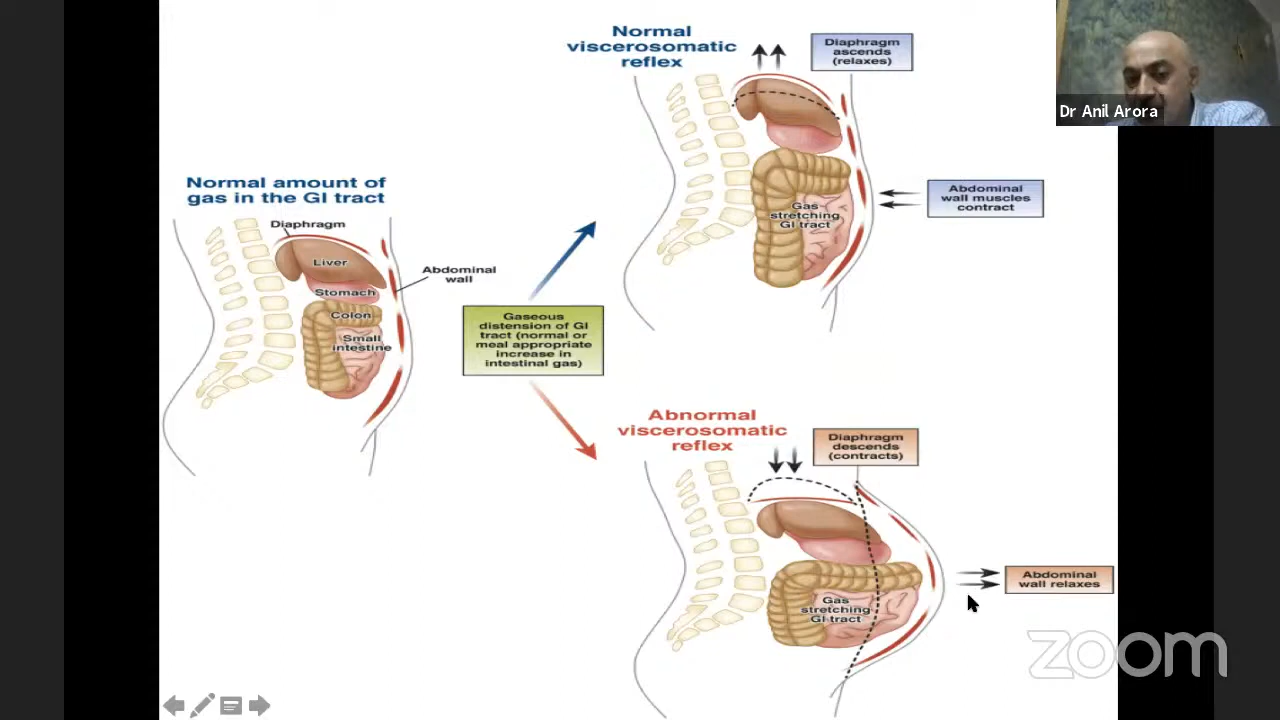 Normal
viscerosomatic
reflex
Diaphragm
ascends
(relaxes)
Dr Anil Arora
Normal amount of
gas in the GI tract
Diaphragm
Liver
Stomach
Colon
Small
intestine
Abdominal
wall
Gas
stretching
GI tract
Abdominal
wall muscles
contract
Gaseous
distension of GI
tract (normal or
meal appropriate
increase in
intestinal gas)
Abnormal
viscerosomatic
reflex
Diaphragm
descends
(contracts)
Gas
stretching
GI tract
Abdominal
wall relaxes
zoom